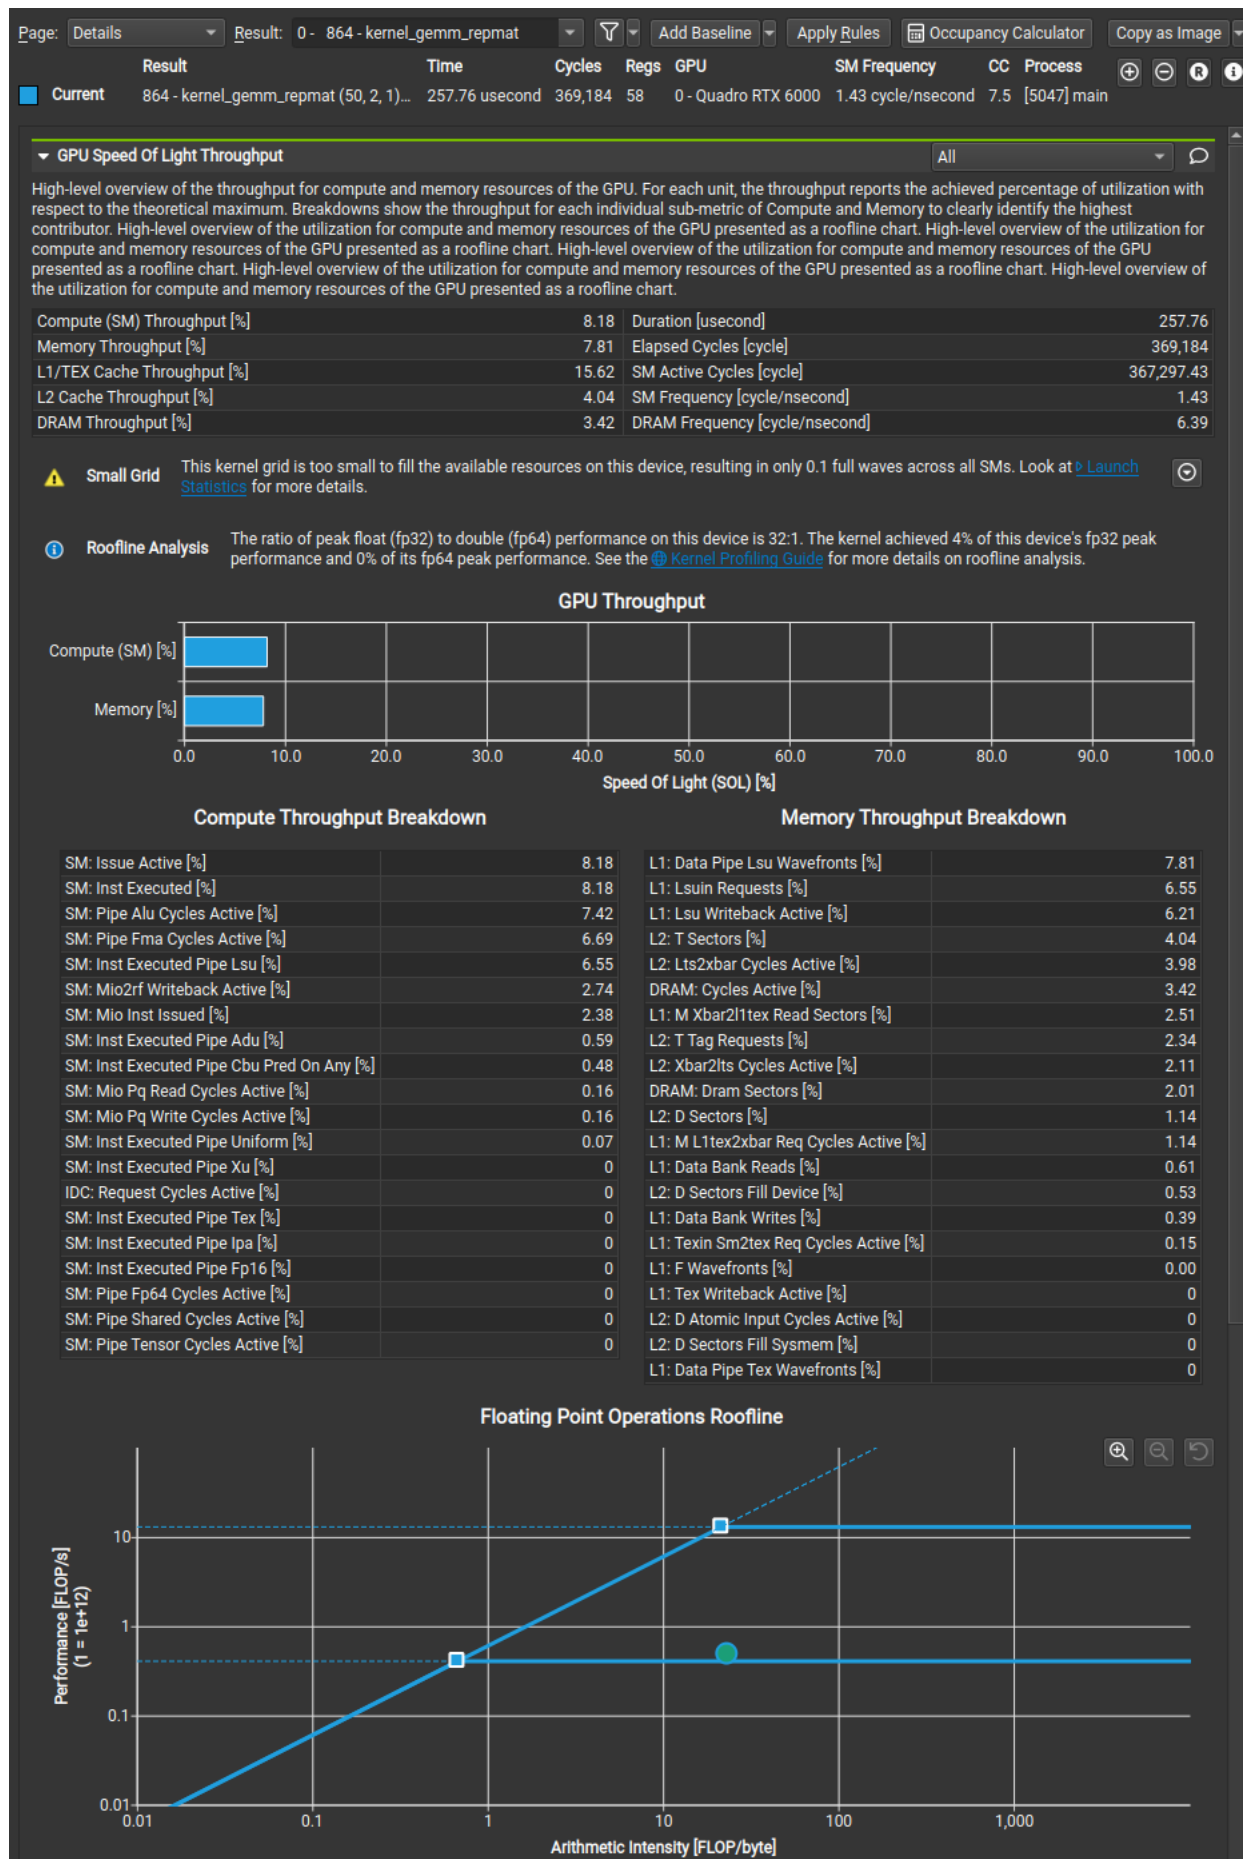 Page: Details Result: 0 - 864 - kernel_gemm_repmat Add Baseline Apply Rules Occupancy Calculator Copy as Image
Result Time Cycles Regs GPU SM Frequency CC Process
Current 864 - kernel_gemm_repmat (50, 2, 1)... 257.76 usecond 369,184 58 0 - Quadro RTX 6000 1.43 cycle/nsecond 7.5 [5047] main
GPU Speed Of Light Throughput All
High-level overview of the throughput for compute and memory resources of the GPU. For each unit, the throughput reports the achieved percentage of utilization with
respect to the theoretical maximum. Breakdowns show the throughput for each individual sub-metric of Compute and Memory to clearly identify the highest
contributor. High-level overview of the utilization for compute and memory resources of the GPU presented as a roofline chart. High-level overview of the utilization for
compute and memory resources of the GPU presented as a roofline chart. High-level overview of the utilization for compute and memory resources of the GPU
presented as a roofline chart. High-level overview of the utilization for compute and memory resources of the GPU presented as a roofline chart. High-level overview of
the utilization for compute and memory resources of the GPU presented as a roofline chart.
Compute (SM) Throughput [%] 8.18 Duration [usecond] 257.76
Memory Throughput [%] 7.81 Elapsed Cycles [cycle] 369,184
L1/TEX Cache Throughput [%] 15.62 SM Active Cycles [cycle] 367,297.43
L2 Cache Throughput [%] 4.04 SM Frequency [cycle/nsecond] 1.43
DRAM Throughput [%] 3.42 DRAM Frequency [cycle/nsecond] 6.39
Small Grid This kernel grid is too small to fill the available resources on this device, resulting in only 0.1 full waves across all SMs. Look at Launch
Statistics for more details.
Roofline Analysis The ratio of peak float (fp32) to double (fp64) performance on this device is 32:1. The kernel achieved 4% of this device's fp32 peak
performance and 0% of its fp64 peak performance. See the Kernel Profiling Guide for more details on roofline analysis.
GPU Throughput
Compute (SM) [%]
Memory [%]
0.0 10.0 20.0 30.0 40.0 50.0 60.0 70.0 80.0 90.0 100.0
Speed Of Light (SOL) [%]
Compute Throughput Breakdown
SM: Issue Active [%] 8.18
SM: Inst Executed [%] 8.18
SM: Pipe Alu Cycles Active [%] 7.42
SM: Pipe Fma Cycles Active [%] 6.69
SM: Inst Executed Pipe Lsu [%] 6.55
SM: Mio2rf Writeback Active [%] 2.74
SM: Mio Inst Issued [%] 2.38
SM: Inst Executed Pipe Adu [%] 0.59
SM: Inst Executed Pipe Cbu Pred On Any [%] 0.48
SM: Mio Pq Read Cycles Active [%] 0.16
SM: Mio Pq Write Cycles Active [%] 0.16
SM: Inst Executed Pipe Uniform [%] 0.07
SM: Inst Executed Pipe Xu [%] 0
IDC: Request Cycles Active [%] 0
SM: Inst Executed Pipe Tex [%] 0
SM: Inst Executed Pipe Ipa [%] 0
SM: Inst Executed Pipe Fp16 [%] 0
SM: Pipe Fp64 Cycles Active [%] 0
SM: Pipe Shared Cycles Active [%] 0
SM: Pipe Tensor Cycles Active [%] 0
Memory Throughput Breakdown
L1: Data Pipe Lsu Wavefronts [%] 7.81
L1: Lsuin Requests [%] 6.55
L1: Lsu Writeback Active [%] 6.21
L2: T Sectors [%] 4.04
L2: Lts2xbar Cycles Active [%] 3.98
DRAM: Cycles Active [%] 3.42
L1: M Xbar2l1tex Read Sectors [%] 2.51
L2: T Tag Requests [%] 2.34
L2: Xbar2lts Cycles Active [%] 2.11
DRAM: Dram Sectors [%] 2.01
L2: D Sectors [%] 1.14
L1: M L1tex2xbar Req Cycles Active [%] 1.14
L1: Data Bank Reads [%] 0.61
L2: D Sectors Fill Device [%] 0.53
L1: Data Bank Writes [%] 0.39
L1: Texin Sm2tex Req Cycles Active [%] 0.15
L1: F Wavefronts [%] 0.00
L1: Tex Writeback Active [%] 0
L2: D Atomic Input Cycles Active [%] 0
L2: D Sectors Fill Sysmem [%] 0
L1: Data Pipe Tex Wavefronts [%] 0
Floating Point Operations Roofline
Performance [FLOP/s]
(1 = 1e+12)
10
1
0.1
0.01
0.01 0.1 1 10 100 1,000
Arithmetic Intensity [FLOP/byte]